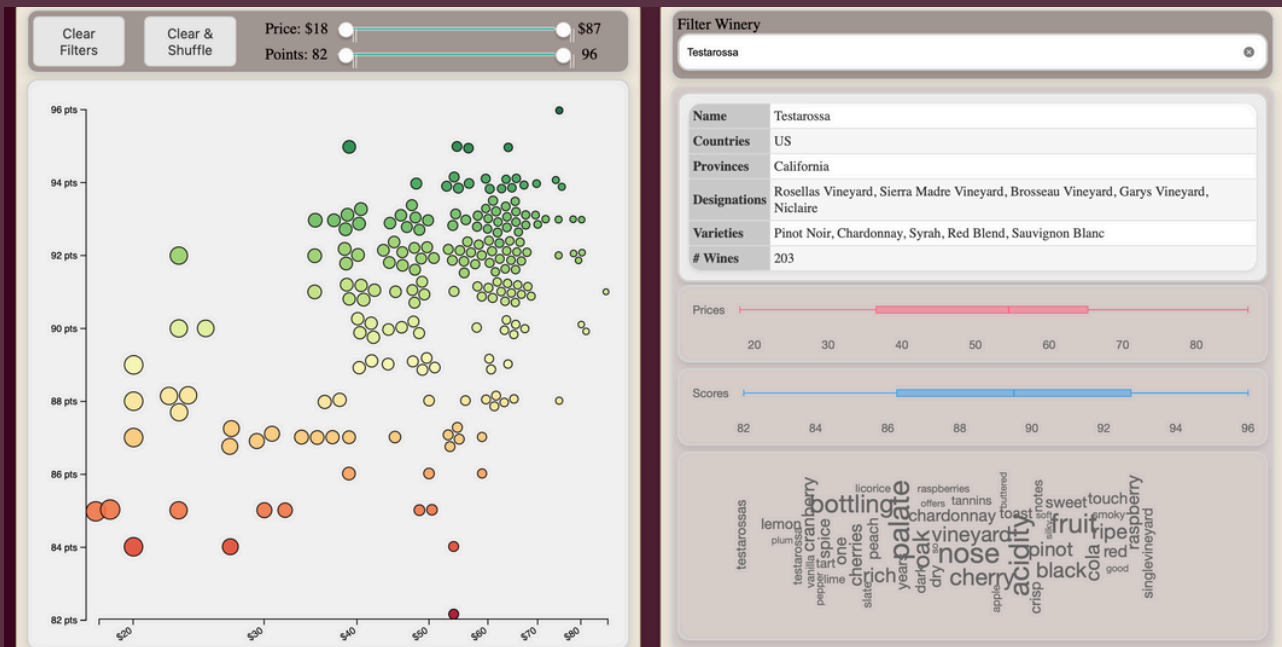 Clear
Filters
Clear &
Shuffle
Price: $18
$87
Points: 82
96
96 pts
94 pts
92 pts
90 pts
88 pts
86 pts
84 pts
82 pts
$20
$30
$40
$50
$60
$70
$80
Filter Winery
Testarossa
Name Testarossa
Countries US
Provinces California
Designations Rosellas Vineyard, Sierra Madre Vineyard, Brosseau Vineyard, Garys Vineyard,
Niclaire
Varieties Pinot Noir, Chardonnay, Syrah, Red Blend, Sauvignon Blanc
# Wines 203
Prices
20 30 40 50 60 70 80
Scores
82 84 86 88 90 92 94 96
testarossas
lemon
plum
testarossa
cranberry
vanilla
pepper
bottling
licorice
spice
tart
lime
one
cherries
peach
slate
rich
palate
years
raspberries
offers
tannins
chardonnay
oak
dark
so
dry
vineyard
nose
cherry
buttered
toast
apple
acidity
crisp
notes
soft
silky
sweet
touch
fruit
smoky
pinot
black
ripe
red
cola
good
raspberry
singlevineyard